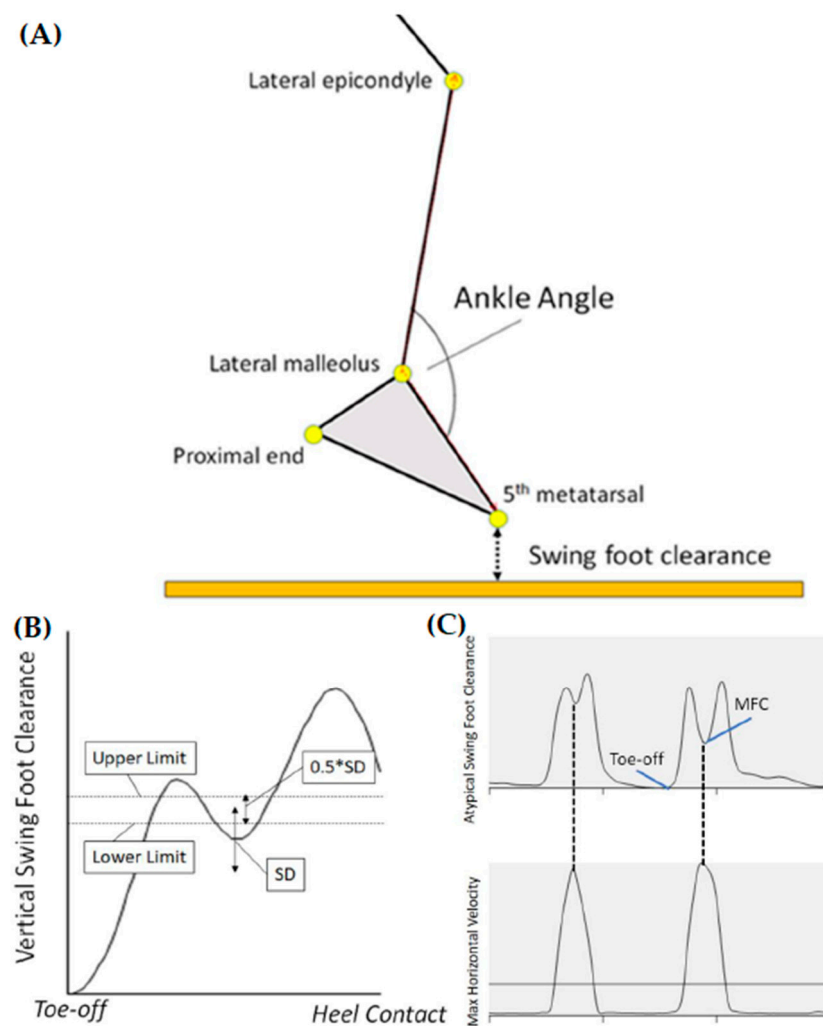 (A)
Lateral epicondyle
Ankle Angle
Lateral malleolus
Proximal end
5th metatarsal
Swing foot clearance
(B)
Vertical Swing Foot Clearance
Upper Limit
0.5*SD
Lower Limit
SD
Toe-off
Heel Contact
(C)
Atypical Swing Foot Clearance
MFC
Toe-off
Max Horizontal Velocity